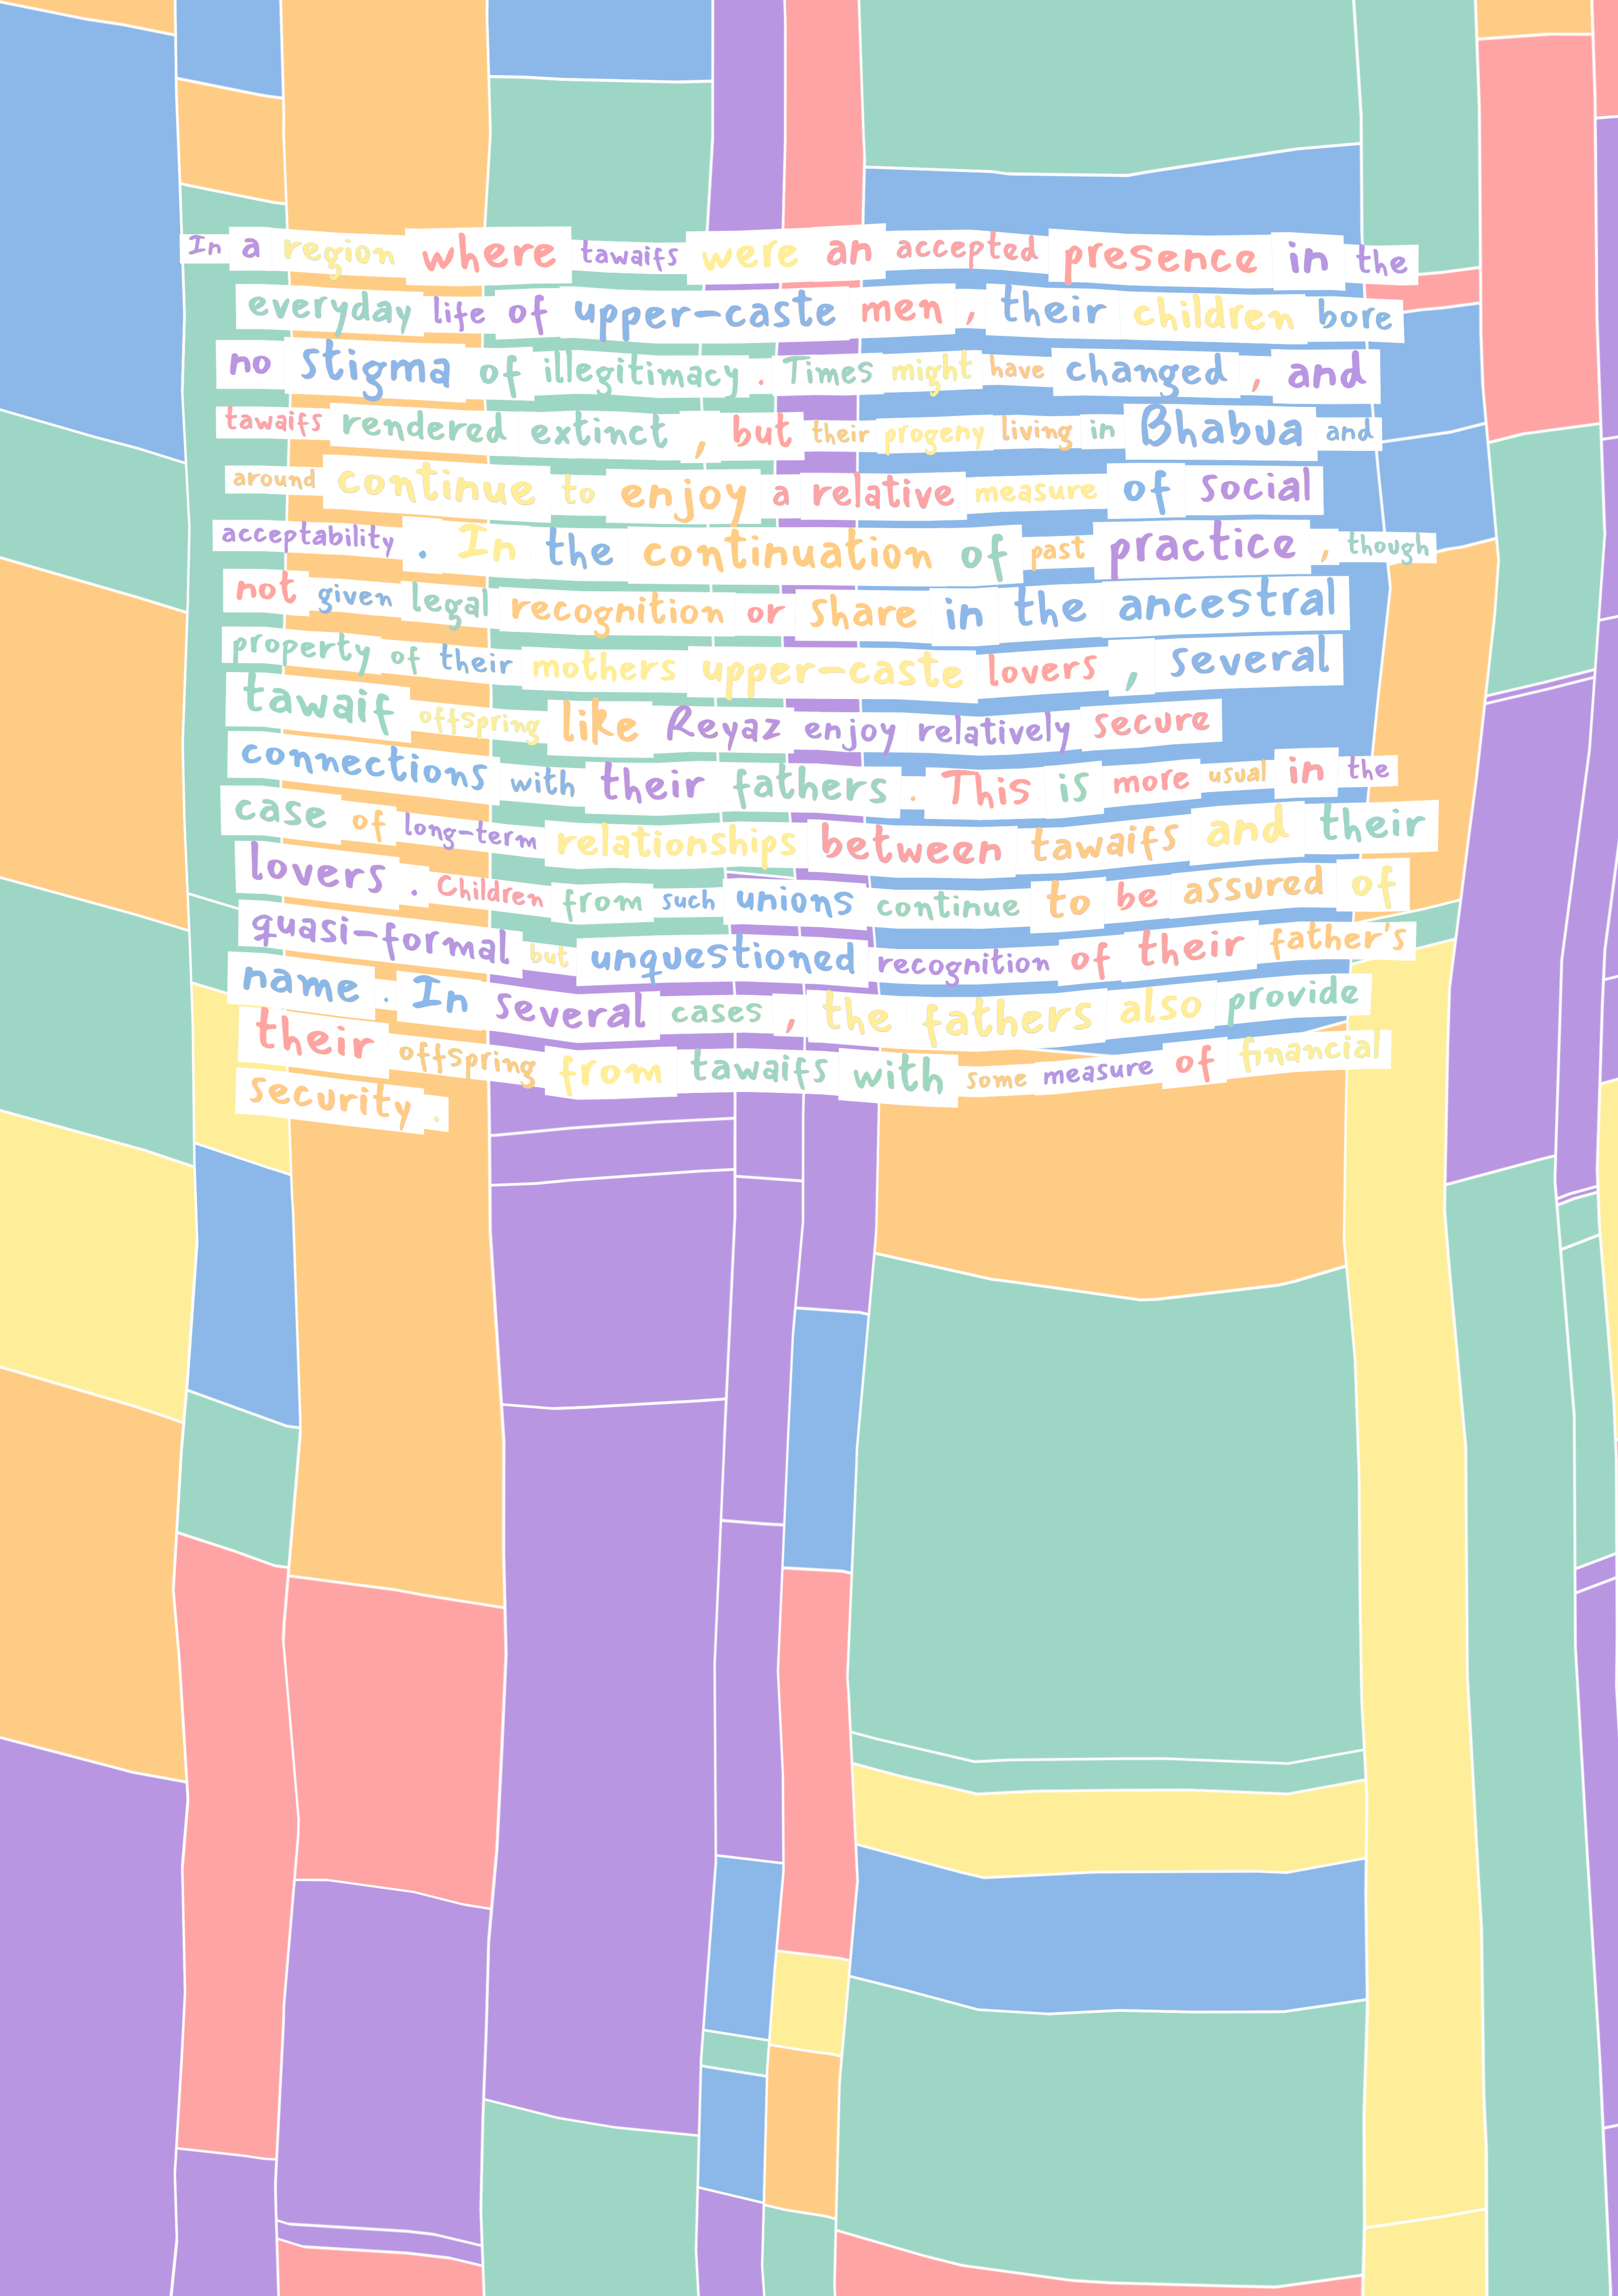 In a region where tawaifs were an accepted presence in the
everyday life of upper-caste men , their children bore
no stigma of illegitimacy . Times might have changed , and
tawaifs rendered extinct , but their progeny living in Bhabua and
around continue to enjoy a relative measure of social
acceptability . In the continuation of past practice , though
not given legal recognition or share in the ancestral
property of their mothers upper-caste lovers , several
tawaif offspring like Reyaz enjoy relatively secure
connections with their fathers . This is more usual in the
case of long-term relationships between tawaifs and their
lovers . Children from such unions continue to be assured of
quasi-formal but unquestioned recognition of their father's
name . In several cases , the fathers also provide
their offspring from tawaifs with some measure of financial
security .